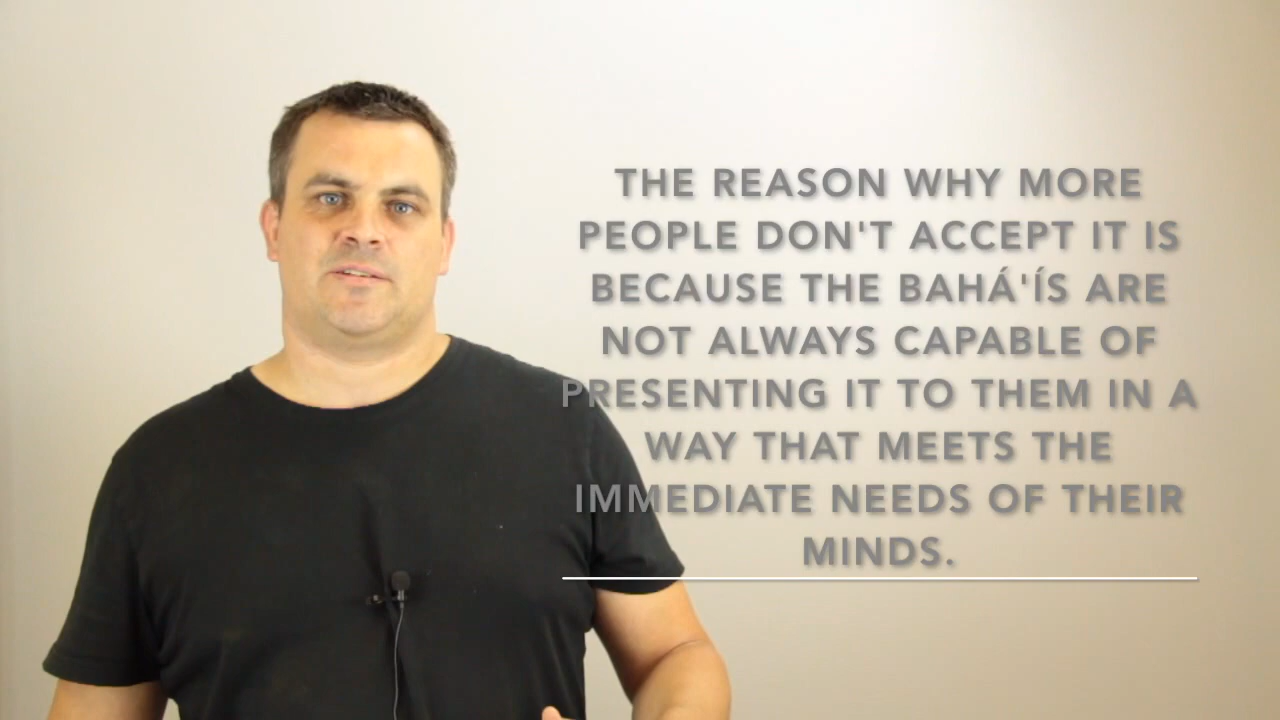 THE REASON WHY MORE
PEOPLE DON'T ACCEPT IT IS
BECAUSE THE BAHÁ'ÍS ARE
NOT ALWAYS CAPABLE OF
PRESENTING IT TO THEM IN A
WAY THAT MEETS THE
IMMEDIATE NEEDS OF THEIR
MINDS.